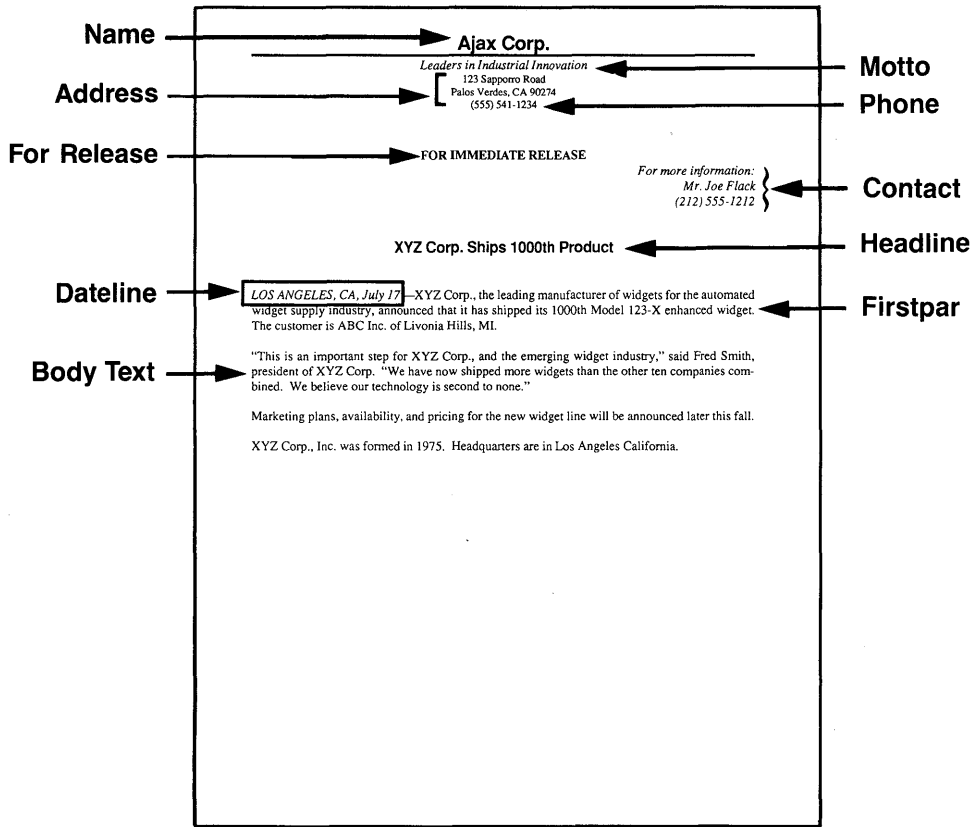 Name
Ajax Corp.
Leaders in Industrial Innovation
Motto
Address
123 Sapporro Road
Palos Verdes, CA 90274
(555) 541-1234
Phone
For Release
FOR IMMEDIATE RELEASE
For more information:
Mr. Joe Flack
(212) 555-1212
Contact
XYZ Corp. Ships 1000th Product
Headline
Dateline
LOS ANGELES, CA, July 17—XYZ Corp., the leading manufacturer of widgets for the automated
widget supply industry, announced that it has shipped its 1000th Model 123-X enhanced widget.
The customer is ABC Inc. of Livonia Hills, MI.
Firstpar
Body Text
"This is an important step for XYZ Corp., and the emerging widget industry," said Fred Smith,
president of XYZ Corp. "We have now shipped more widgets than the other ten companies com-
bined. We believe our technology is second to none."
Marketing plans, availability, and pricing for the new widget line will be announced later this fall.
XYZ Corp., Inc. was formed in 1975. Headquarters are in Los Angeles California.